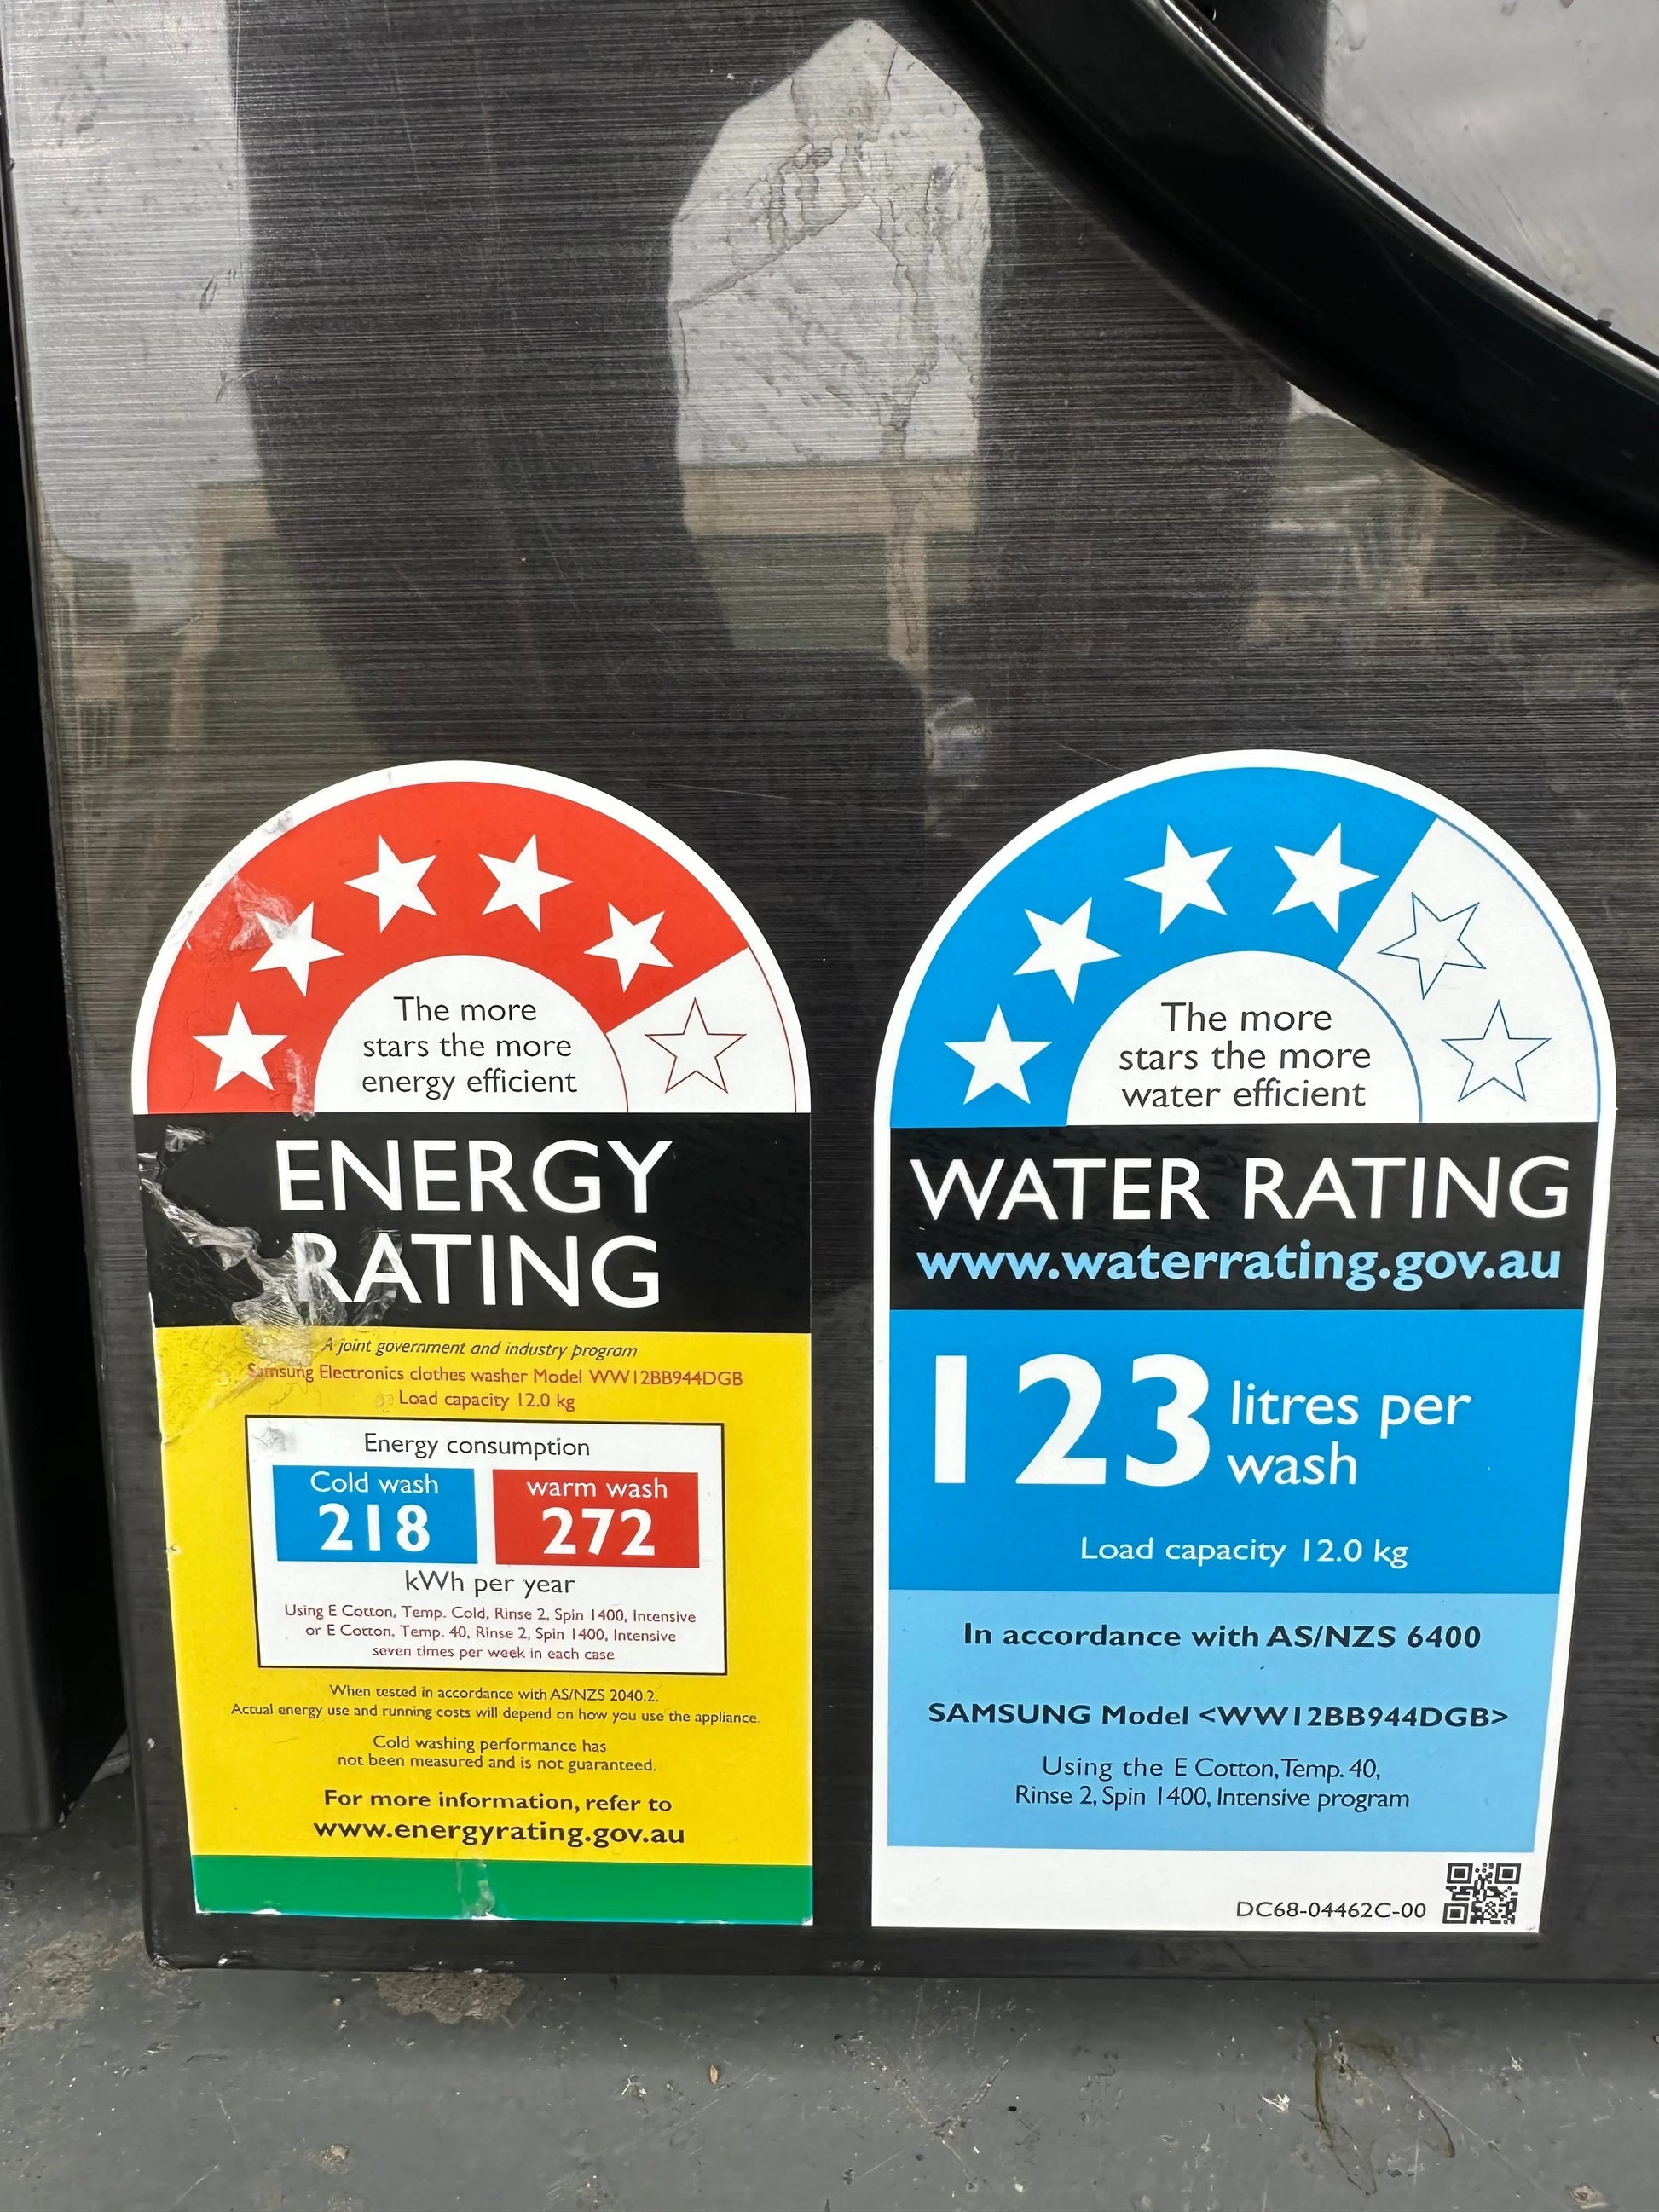 The more
stars the more
energy efficient
ENERGY
RATING
A joint government and industry program
Samsung Electronics clothes washer Model WW12BB944DGB
Load capacity 12.0 kg
Energy consumption
Cold wash
218
warm wash
272
kWh per year
Using E Cotton, Temp. Cold, Rinse 2, Spin 1400, Intensive
or E Cotton, Temp. 40, Rinse 2, Spin 1400, Intensive
seven times per week in each case
When tested in accordance with AS/NZS 2040.2.
Actual energy use and running costs will depend on how you use the appliance.
Cold washing performance has
not been measured and is not guaranteed.
For more information, refer to
www.energyrating.gov.au
The more
stars the more
water efficient
WATER RATING
www.waterrating.gov.au
123 litres per
wash
Load capacity 12.0 kg
In accordance with AS/NZS 6400
SAMSUNG Model <WW12BB944DGB>
Using the E Cotton, Temp. 40,
Rinse 2, Spin 1400, Intensive program
DC68-04462C-00